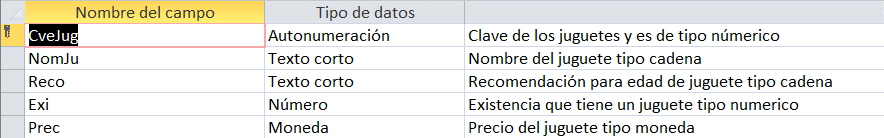 Nombre del campo Tipo de datos
CveJug Autonumeración Clave de los juguetes y es de tipo númerico
NomJu Texto corto Nombre del juguete tipo cadena
Reco Texto corto Recomendación para edad de juguete tipo cadena
Exi Número Existencia que tiene un juguete tipo numerico
Prec Moneda Precio del juguete tipo moneda